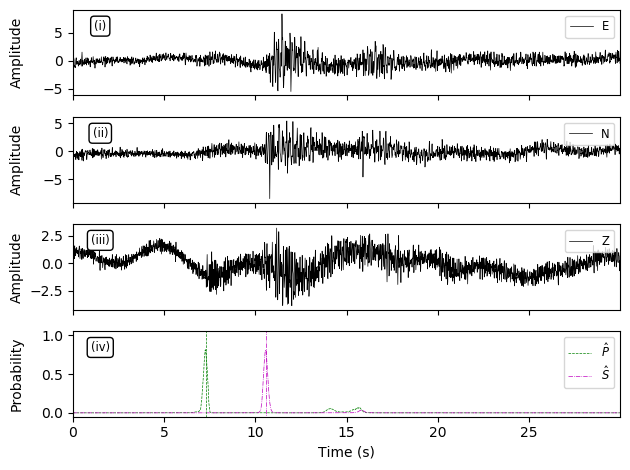 (i)
E
Amplitude
5
0
−5
(ii)
N
Amplitude
5
0
−5
(iii)
Z
Amplitude
2.5
0.0
−2.5
(iv)
P̂
Ŝ
Probability
1.0
0.5
0.0
0 5 10 15 20 25
Time (s)